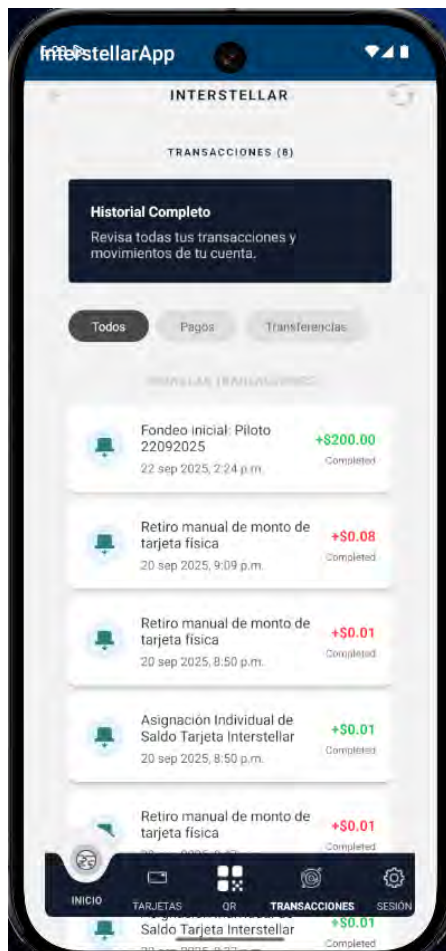 InterstellarApp
INTERSTELLAR
TRANSACCIONES (8)
Historial Completo
Revisa todas tus transacciones y
movimientos de tu cuenta.
Todos
Pagos
Transferencias
Fondeo inicial: Piloto
22092025
+$200.00
Completed
22 sep 2025, 2:24 p.m.
Retiro manual de monto de
tarjeta física
+$0.08
Completed
20 sep 2025, 9:09 p.m.
Retiro manual de monto de
tarjeta física
+$0.01
Completed
20 sep 2025, 8:50 p.m.
Asignación Individual de
Saldo Tarjeta Interstellar
+$0.01
Completed
20 sep 2025, 8:50 p.m.
Retiro manual de monto de
tarjeta física
+$0.01
Completed
INICIO
TARJETAS
QR
TRANSACCIONES
SESIÓN
Saldo Tarjeta Interstellar
+$0.01